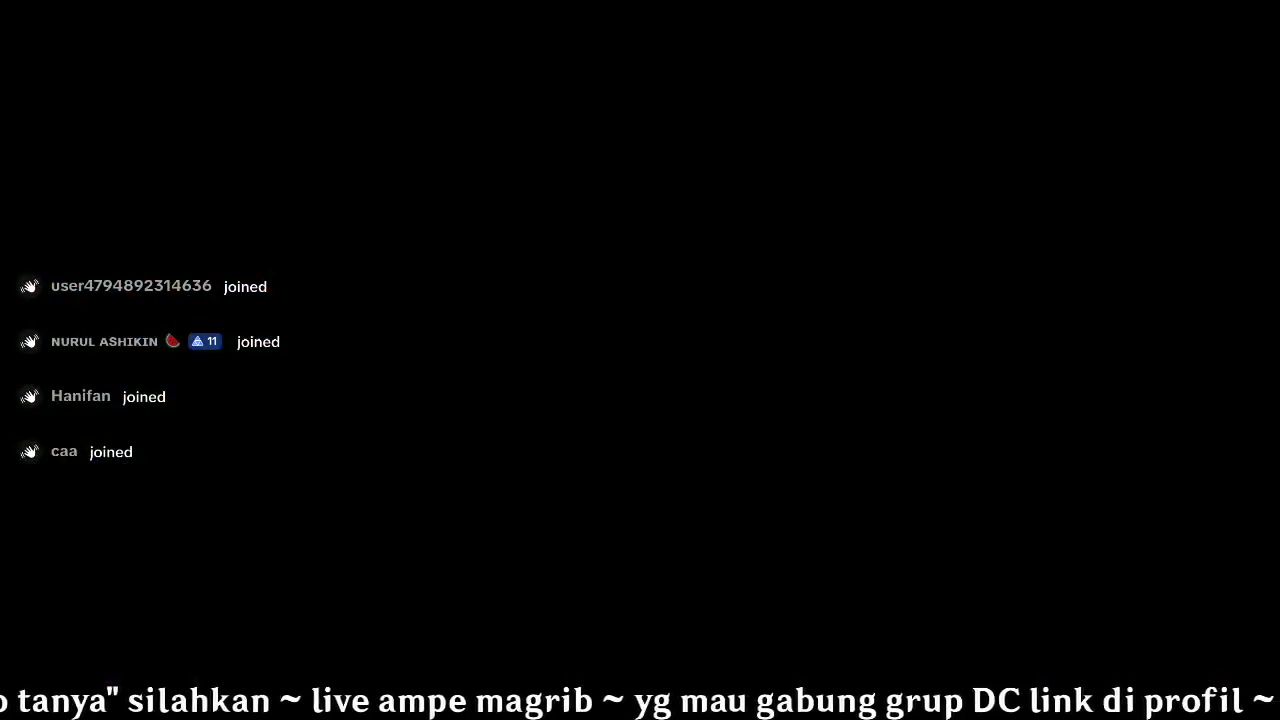 user4794892314636 joined
NURUL ASHIKIN 🍉 11 joined
Hanifan joined
caa joined
tanya" silahkan ~ live ampe magrib ~ yg mau gabung grup DC link di profil ~